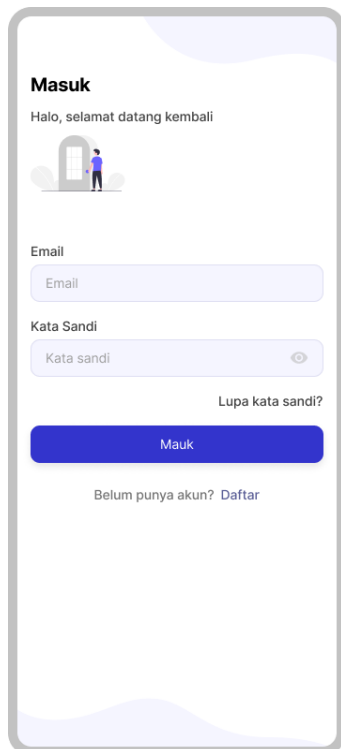 Masuk
Halo, selamat datang kembali
Email
Email
Kata Sandi
Kata sandi
Lupa kata sandi?
Mauk
Belum punya akun? Daftar